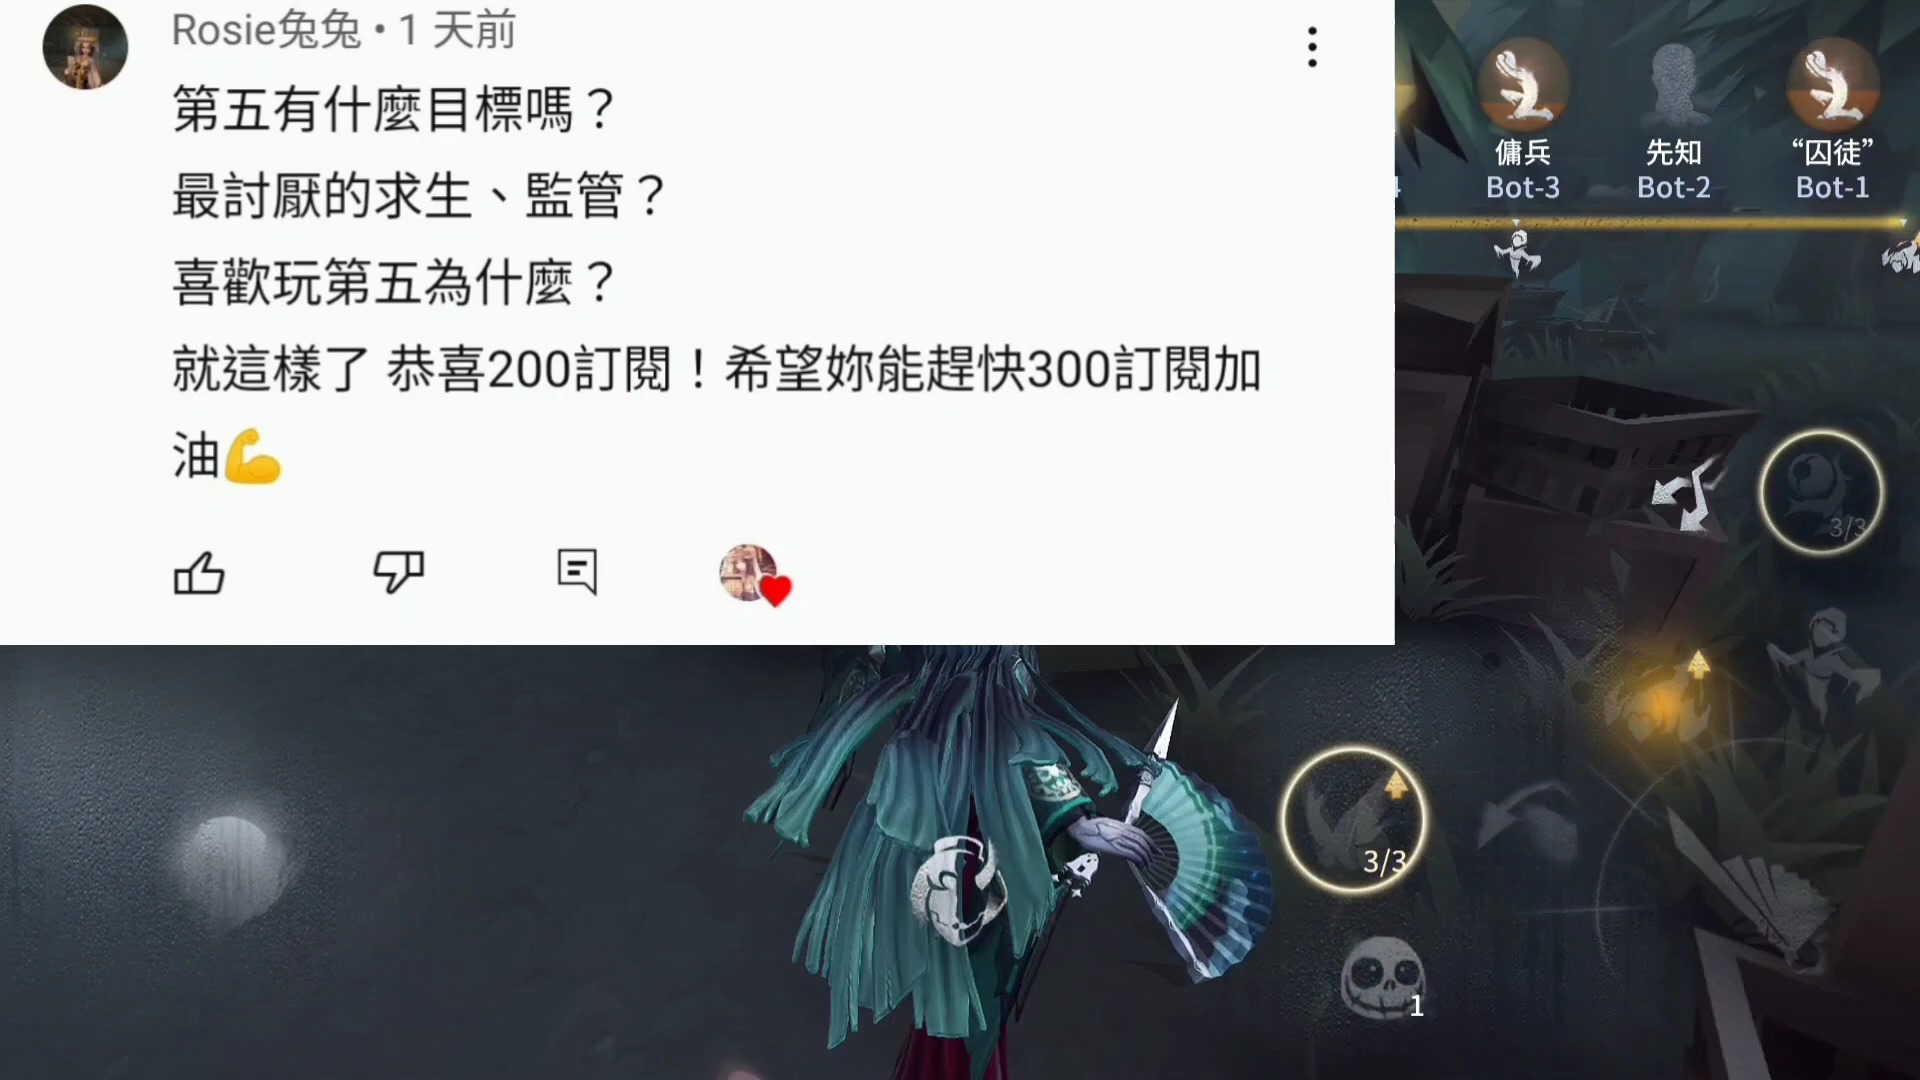 Rosie兔兔 • 1 天前
第五有什麼目標嗎？
最討厭的求生、監管？
喜歡玩第五為什麼？
就這樣了 恭喜200訂閱！希望妳能趕快300訂閱加
油💪
傭兵 先知 “囚徒”
4 Bot-3 Bot-2 Bot-1
3/3
3/3
1